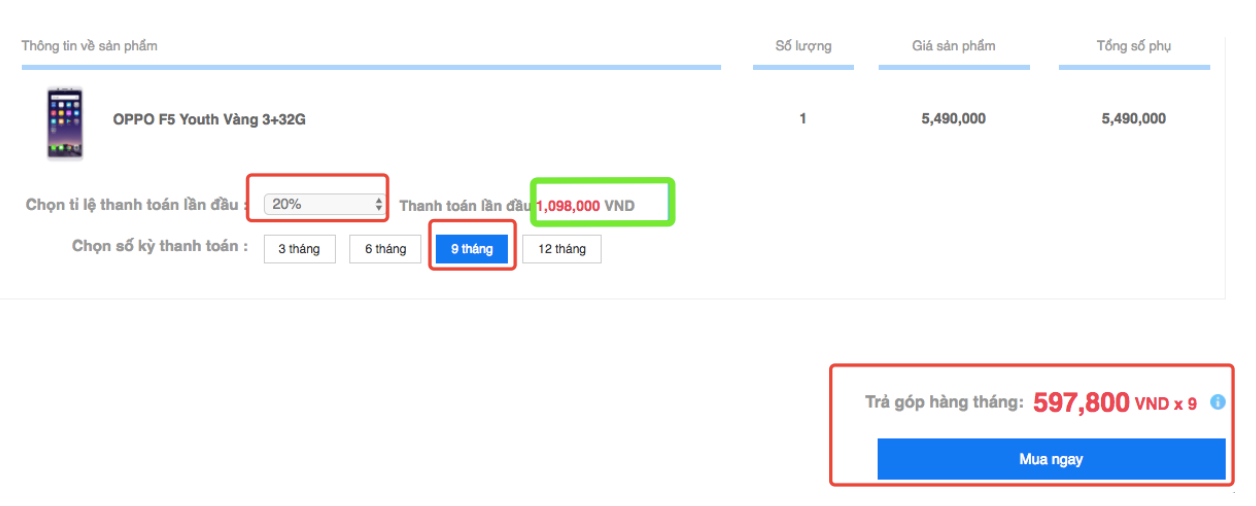 Thông tin về sản phẩm Số lượng Giá sản phẩm Tổng số phụ
OPPO F5 Youth Vàng 3+32G 1 5,490,000 5,490,000
Chọn tỉ lệ thanh toán lần đầu : 20% Thanh toán lần đầu 1,098,000 VND
Chọn số kỳ thanh toán : 3 tháng 6 tháng 9 tháng 12 tháng
Trả góp hàng tháng: 597,800 VND x 9
Mua ngay